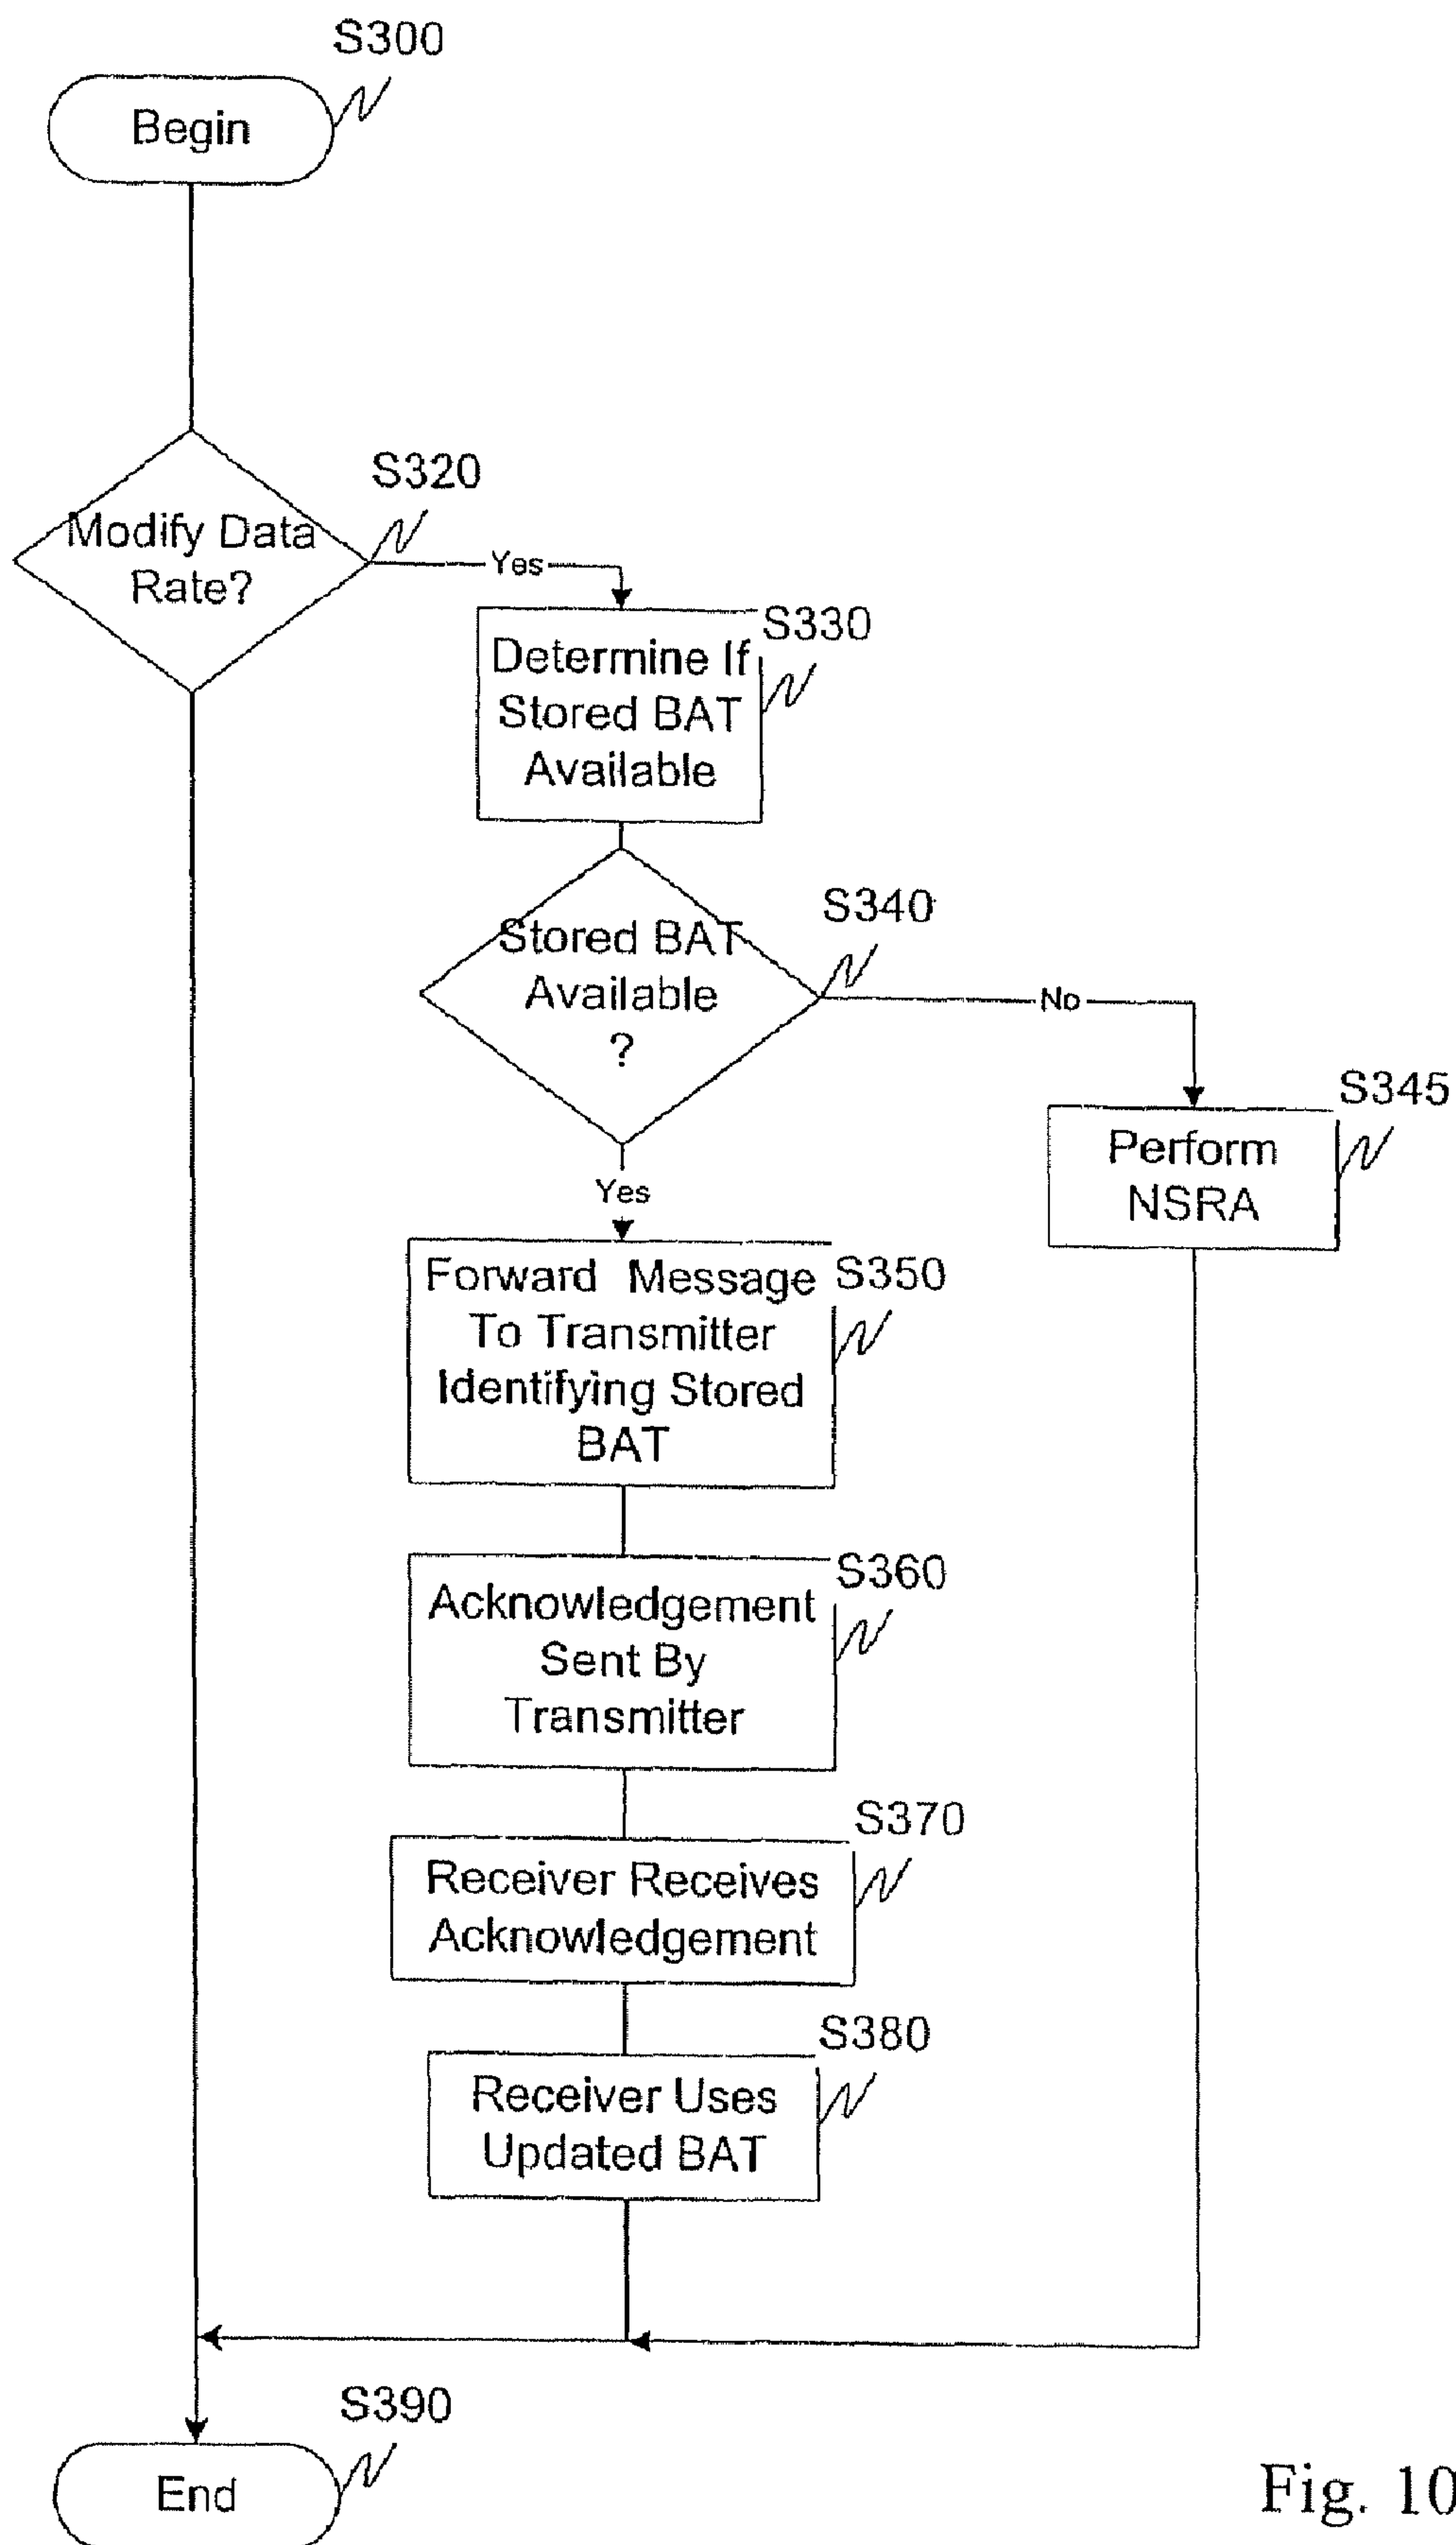 S300
Begin
S320
Modify Data
Rate?
Yes
S330
Determine If
Stored BAT
Available
S340
Stored BAT
Available
?
No
S345
Perform
NSRA
Yes
S350
Forward Message
To Transmitter
Identifying Stored
BAT
S360
Acknowledgement
Sent By
Transmitter
S370
Receiver Receives
Acknowledgement
S380
Receiver Uses
Updated BAT
S390
End
Fig. 10